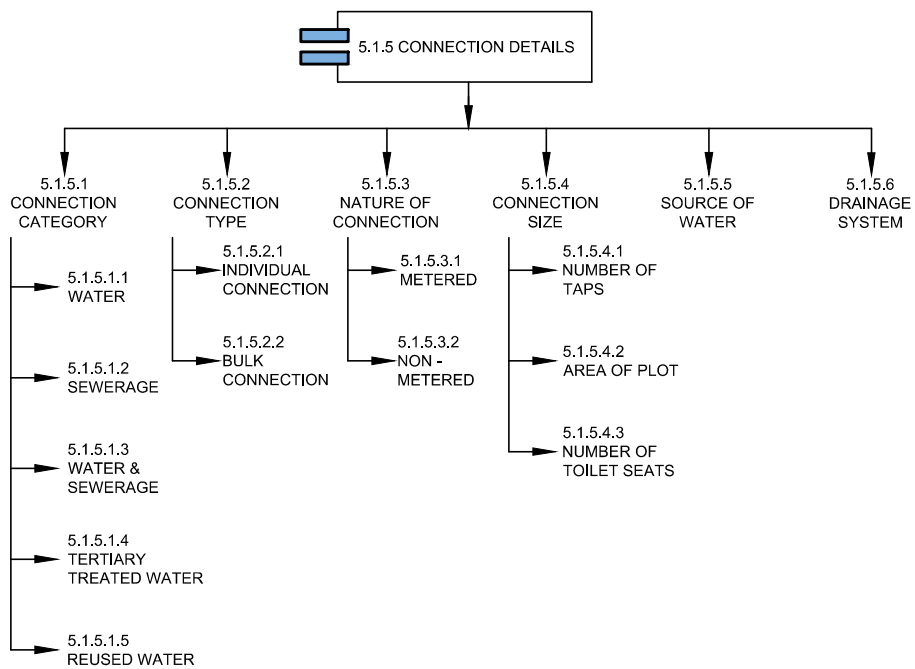 5.1.5 CONNECTION DETAILS
5.1.5.1
CONNECTION
CATEGORY
5.1.5.2
CONNECTION
TYPE
5.1.5.3
NATURE OF
CONNECTION
5.1.5.4
CONNECTION
SIZE
5.1.5.5
SOURCE OF
WATER
5.1.5.6
DRAINAGE
SYSTEM
5.1.5.1.1
WATER
5.1.5.1.2
SEWERAGE
5.1.5.1.3
WATER &
SEWERAGE
5.1.5.1.4
TERTIARY
TREATED WATER
5.1.5.1.5
REUSED WATER
5.1.5.2.1
INDIVIDUAL
CONNECTION
5.1.5.2.2
BULK
CONNECTION
5.1.5.3.1
METERED
5.1.5.3.2
NON -
METERED
5.1.5.4.1
NUMBER OF
TAPS
5.1.5.4.2
AREA OF PLOT
5.1.5.4.3
NUMBER OF
TOILET SEATS